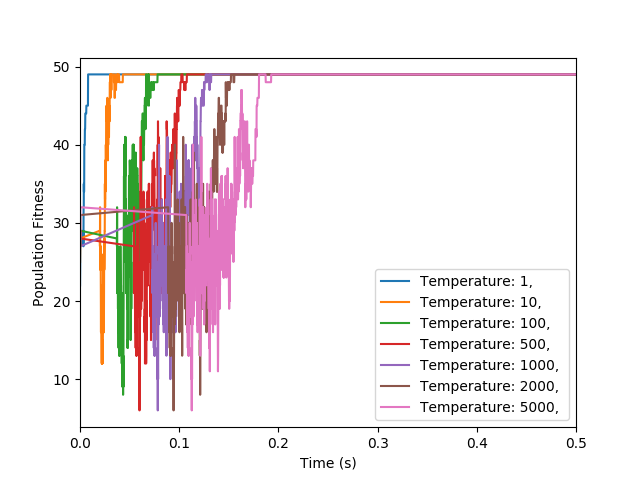 50
40
30
20
10
Population Fitness
0.0 0.1 0.2 0.3 0.4 0.5
Time (s)
Temperature: 1,
Temperature: 10,
Temperature: 100,
Temperature: 500,
Temperature: 1000,
Temperature: 2000,
Temperature: 5000,